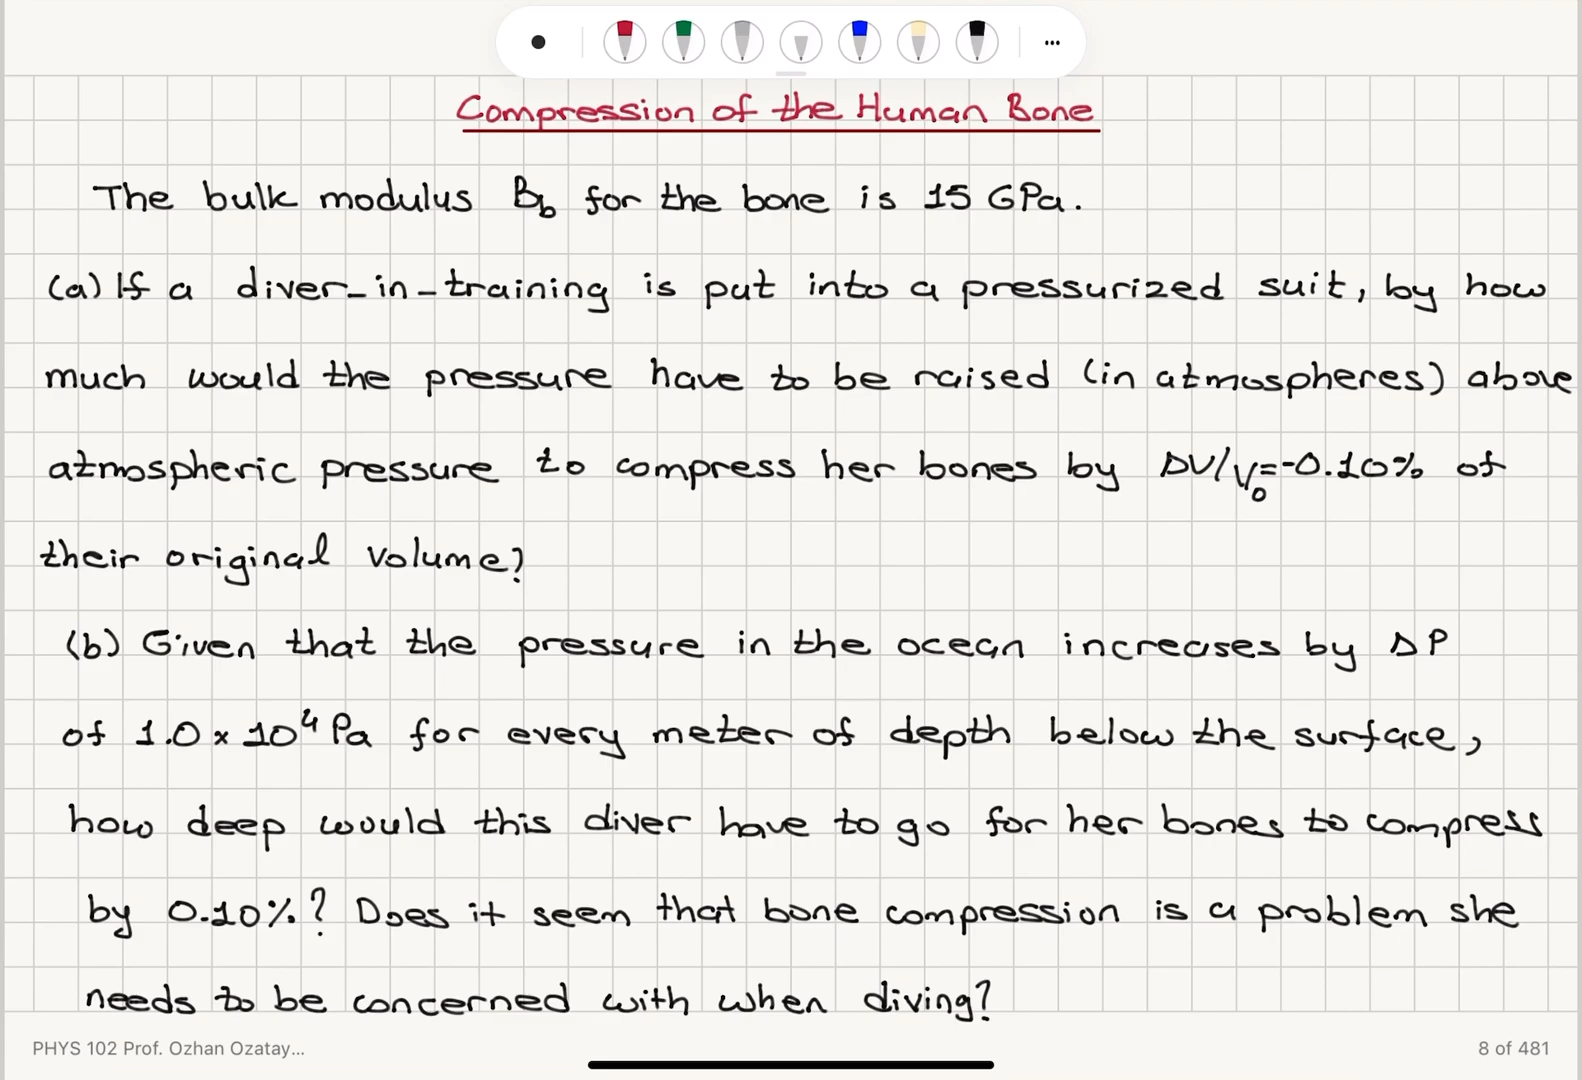 Compression of the Human Bone
The bulk modulus B_b for the bone is 15 GPa.
(a) If a diver_in_training is put into a pressurized suit, by how
much would the pressure have to be raised (in atmospheres) above
atmospheric pressure to compress her bones by ΔV/V_0=-0.10% of
their original volume?
(b) Given that the pressure in the ocean increases by ΔP
of 1.0 x 10⁴ Pa for every meter of depth below the surface,
how deep would this diver have to go for her bones to compress
by 0.10%? Does it seem that bone compression is a problem she
needs to be concerned with when diving?
PHYS 102 Prof. Ozhan Ozatay...
8 of 481